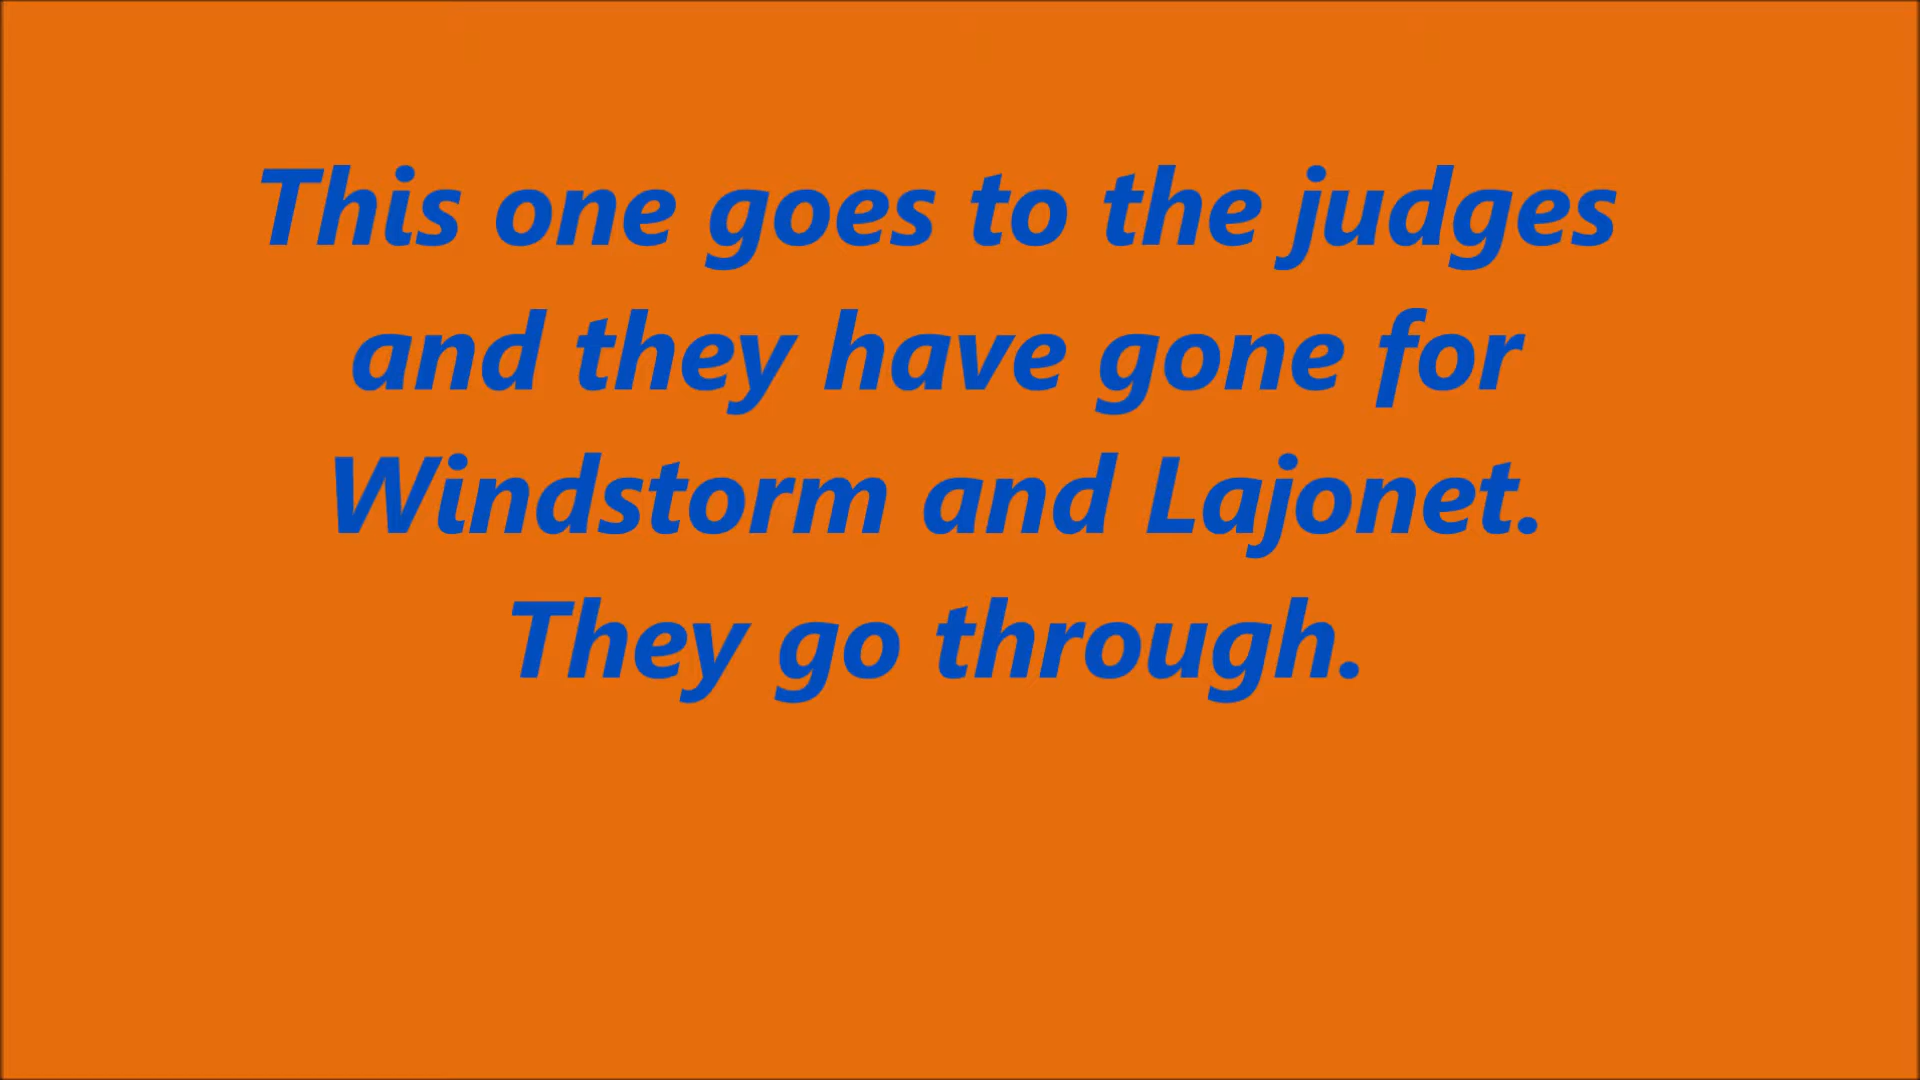 This one goes to the judges
and they have gone for
Windstorm and Lajonet.
They go through.